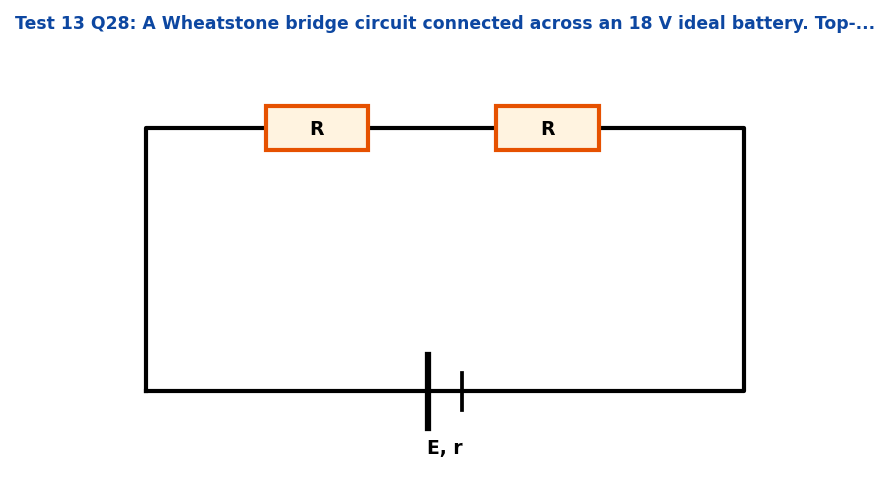 Test 13 Q28: A Wheatstone bridge circuit connected across an 18 V ideal battery. Top-...
R R
E, r